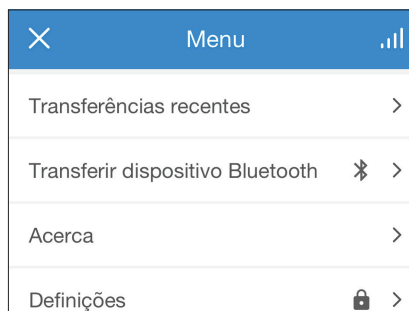 Menu
Transferências recentes
Transferir dispositivo Bluetooth
Acerca
Definições